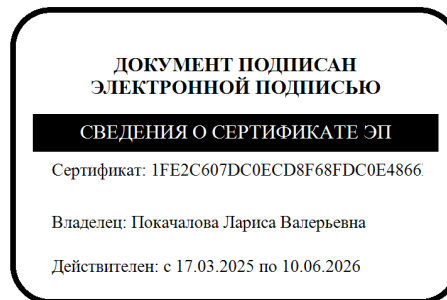 ДОКУМЕНТ ПОДПИСАН
ЭЛЕКТРОННОЙ ПОДПИСЬЮ
СВЕДЕНИЯ О СЕРТИФИКАТЕ ЭП
Сертификат: 1FE2C607DC0ECD8F68FDC0E4866
Владелец: Покачалова Лариса Валерьевна
Действителен: с 17.03.2025 по 10.06.2026